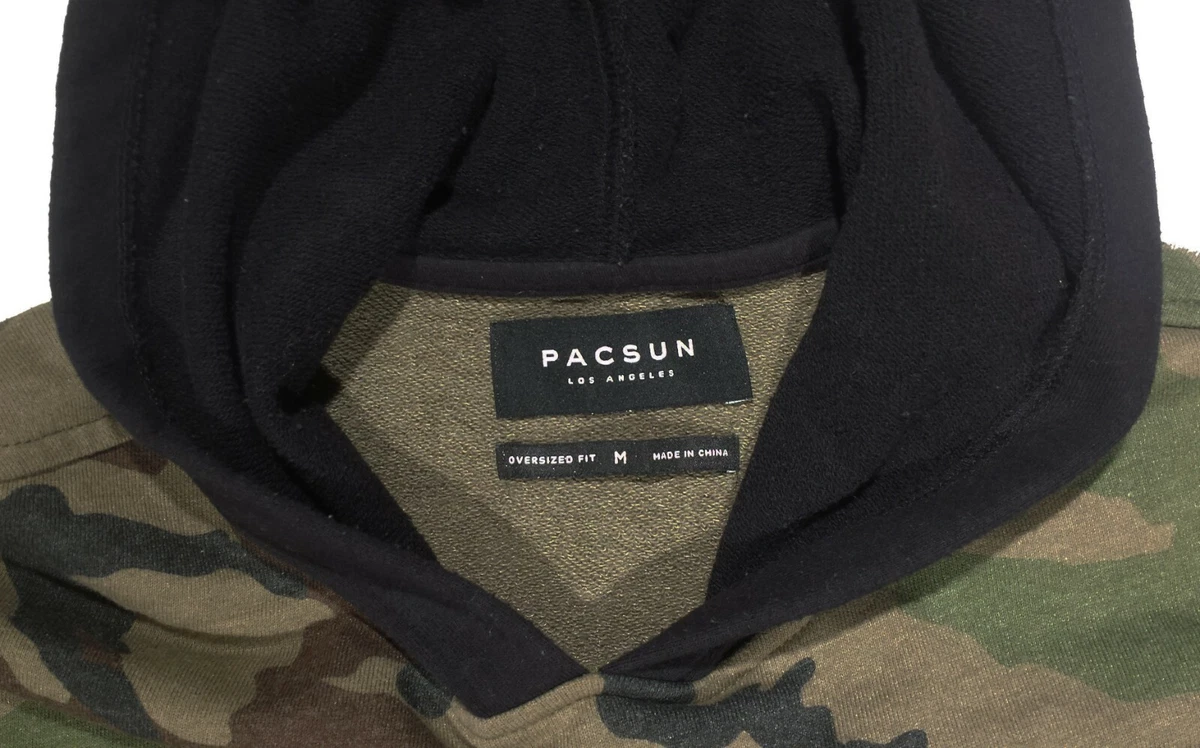 PACSUN
LOS ANGELES
OVERSIZED FIT M MADE IN CHINA